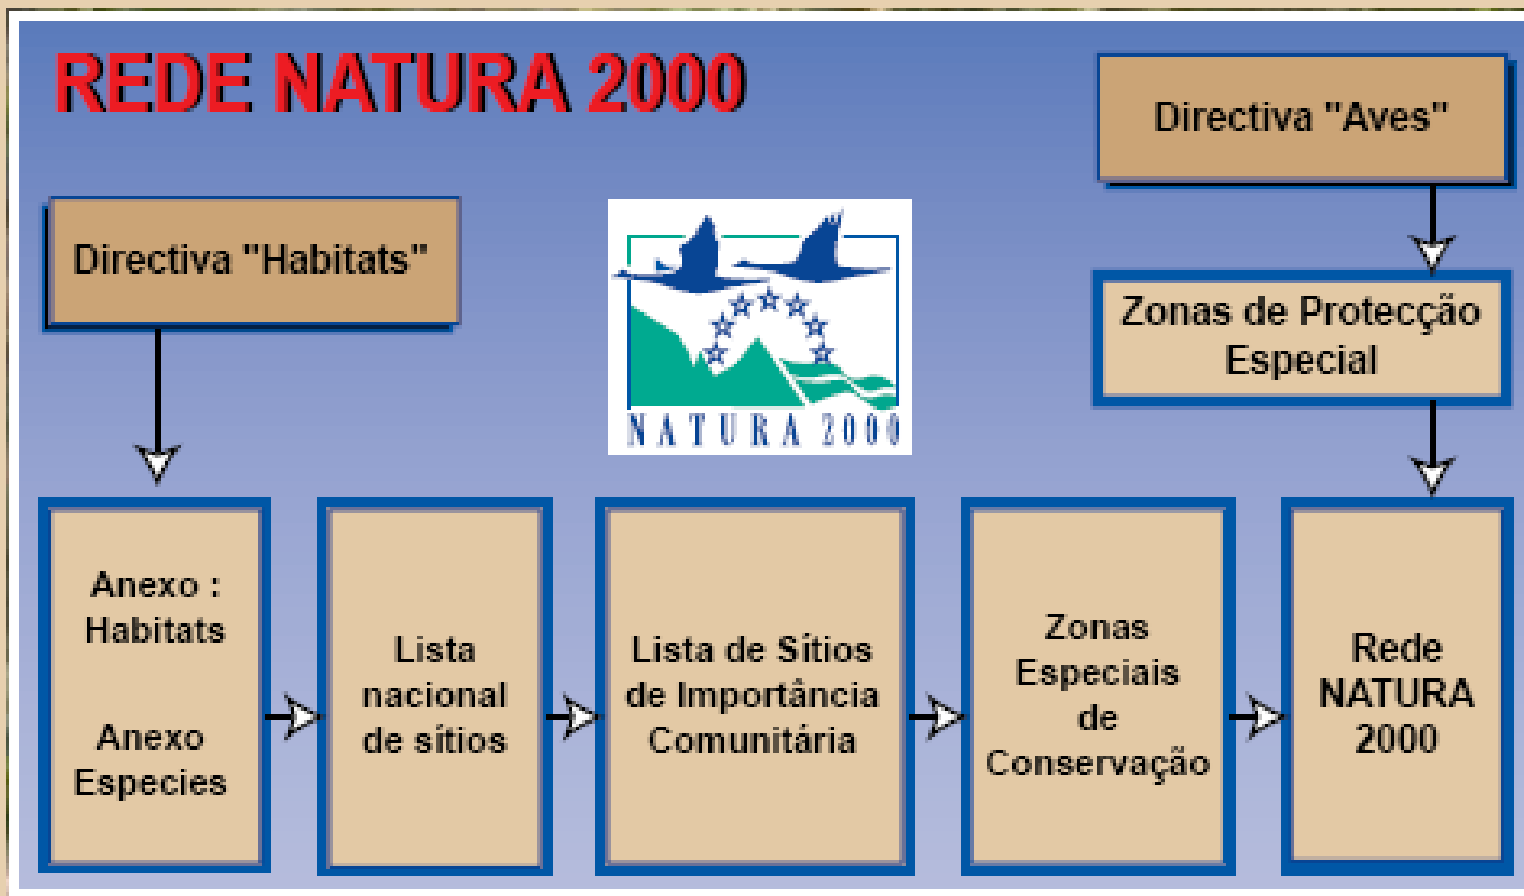 REDE NATURA 2000
Directiva "Aves"
Directiva "Habitats"
Zonas de Protecção
Especial
NATURA 2000
Anexo :
Habitats
Anexo
Especies
Lista
nacional
de sítios
Lista de Sítios
de Importância
Comunitária
Zonas
Especiais
de
Conservação
Rede
NATURA
2000